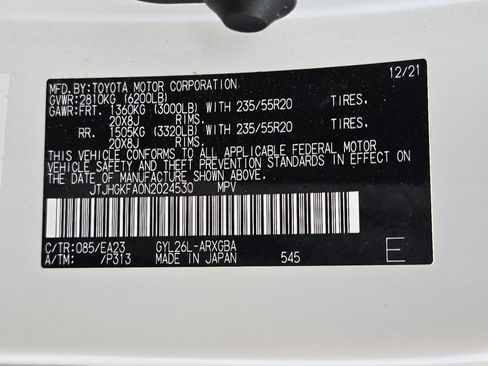 MFD.BY: TOYOTA MOTOR CORPORATION 12/21
GVWR: 2810KG (6200LB)
GAWR: FRT. 1360KG (3000LB) WITH 235/55R20 TIRES,
20X8J RIMS,
RR. 1505KG (3320LB) WITH 235/55R20 TIRES,
20X8J RIMS,
THIS VEHICLE CONFORMS TO ALL APPLICABLE FEDERAL MOTOR
VEHICLE SAFETY AND THEFT PREVENTION STANDARDS IN EFFECT ON
THE DATE OF MANUFACTURE SHOWN ABOVE.
JTJHGKFA0N2024530 MPV
C/TR: 085/EA23 GYL26L-ARXGBA
A/TM: /P313 MADE IN JAPAN 545 E